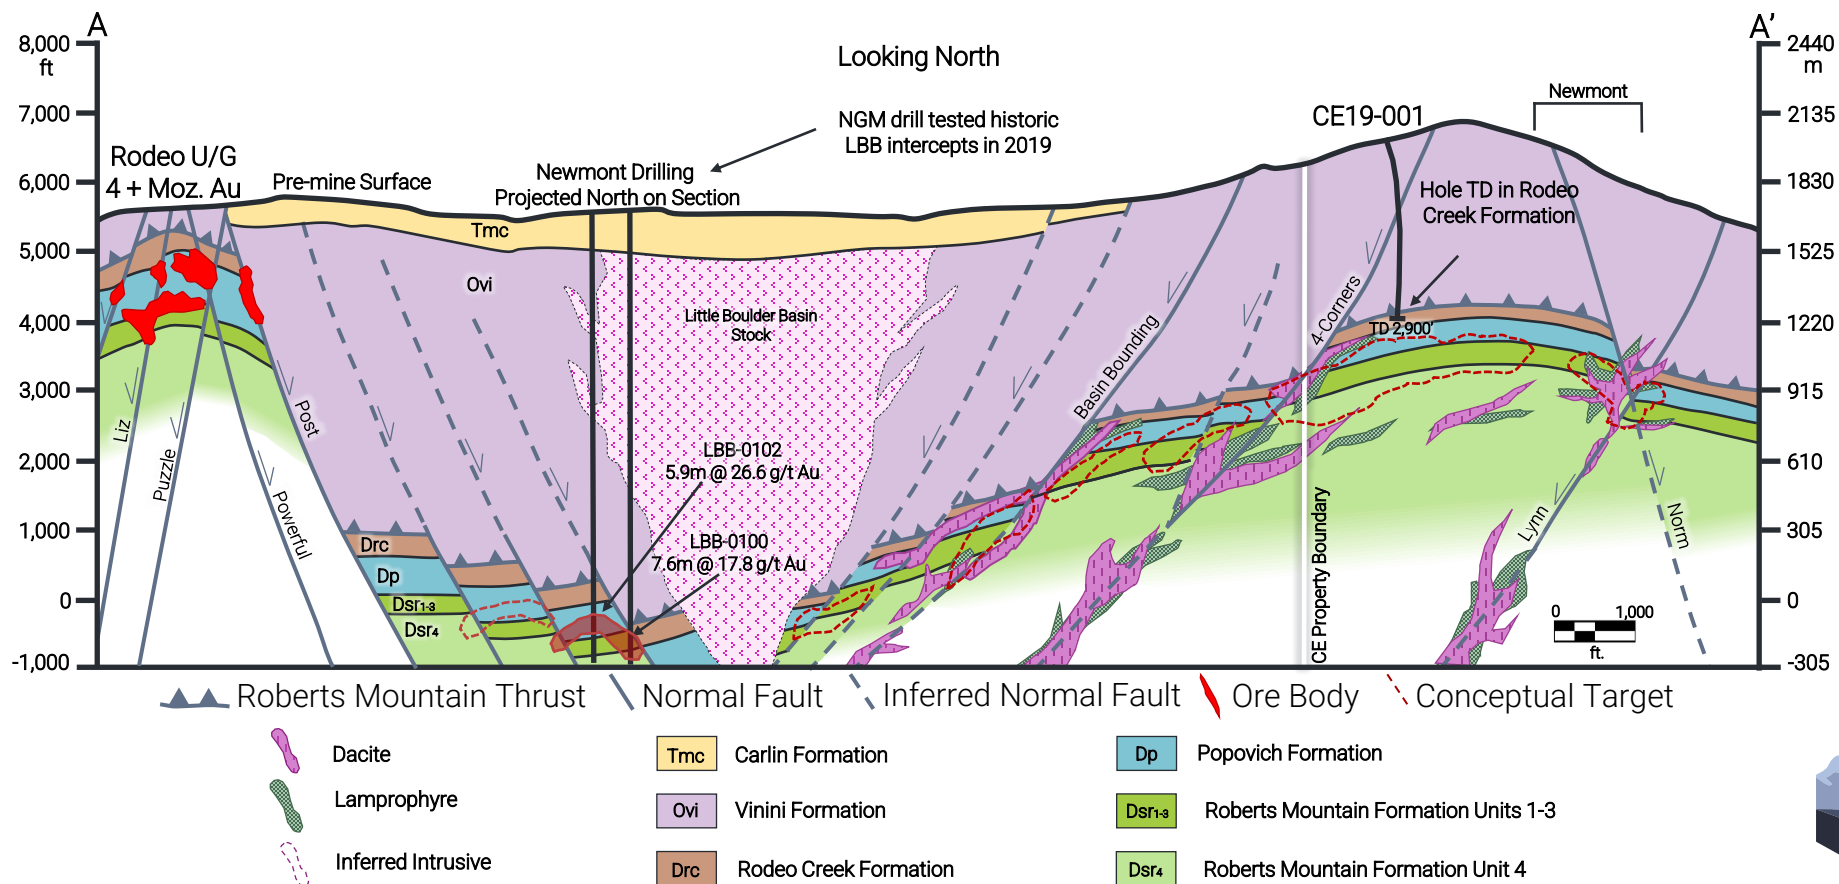 A
A'
8,000
ft
7,000
6,000
5,000
4,000
3,000
2,000
1,000
0
-1,000
2440
m
2135
1830
1525
1220
915
610
305
0
-305
Looking North
NGM drill tested historic
LBB intercepts in 2019
Newmont Drilling
Projected North on Section
Rodeo U/G
4 + Moz. Au
Pre-mine Surface
CE19-001
Newmont
Hole TD in Rodeo
Creek Formation
TD 2,900'
Tmc
Ovi
Little Boulder Basin
Stock
Basin Bounding
4-Corners
Liz
Puzzle
Powerful
Post
LBB-0102
5.9m @ 26.6 g/t Au
LBB-0100
7.6m @ 17.8 g/t Au
Drc
Dp
Dsr1-3
Dsr4
CE Property Boundary
Lynn
Norn
0 1,000
ft.
Roberts Mountain Thrust
Normal Fault
Inferred Normal Fault
Ore Body
Conceptual Target
Dacite
Lamprophyre
Inferred Intrusive
Tmc Carlin Formation
Ovi Vinini Formation
Drc Rodeo Creek Formation
Dp Popovich Formation
Dsr1-3 Roberts Mountain Formation Units 1-3
Dsr4 Roberts Mountain Formation Unit 4